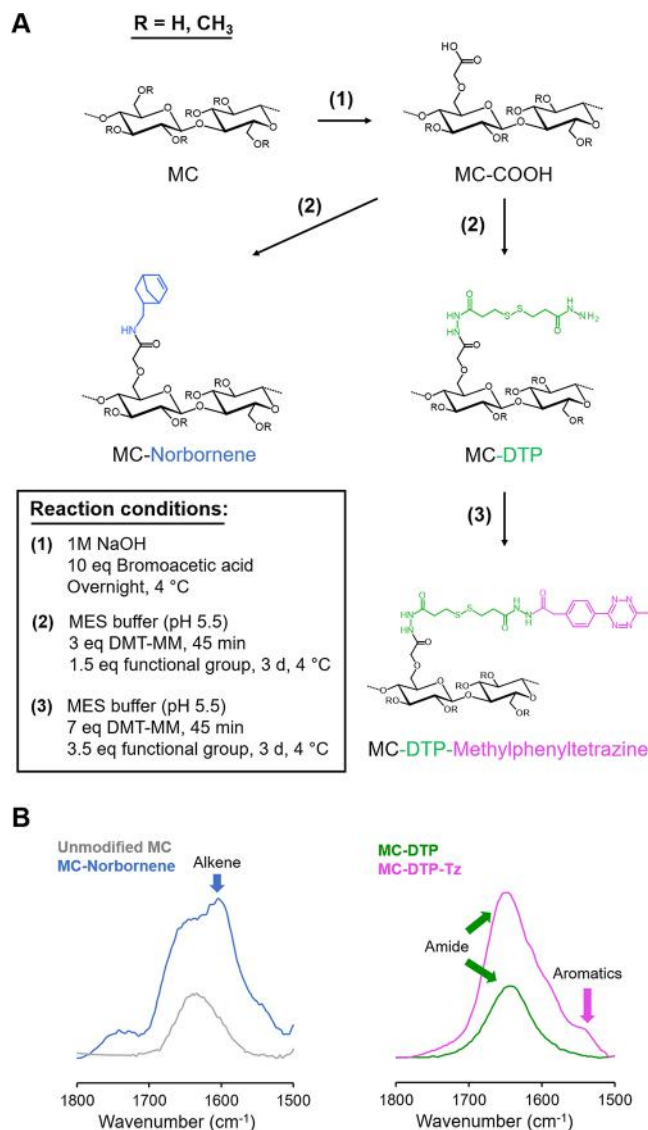 A
R = H, CH3
(1)
MC
MC-COOH
(2)
(2)
MC-Norbornene
MC-DTP
Reaction conditions:
(1) 1M NaOH
10 eq Bromoacetic acid
Overnight, 4 °C
(2) MES buffer (pH 5.5)
3 eq DMT-MM, 45 min
1.5 eq functional group, 3 d, 4 °C
(3) MES buffer (pH 5.5)
7 eq DMT-MM, 45 min
3.5 eq functional group, 3 d, 4 °C
(3)
MC-DTP-Methylphenyltetrazine
B
Unmodified MC
MC-Norbornene
Alkene
1800 1700 1600 1500
Wavenumber (cm-1)
MC-DTP
MC-DTP-Tz
Amide
Aromatics
1800 1700 1600 1500
Wavenumber (cm-1)